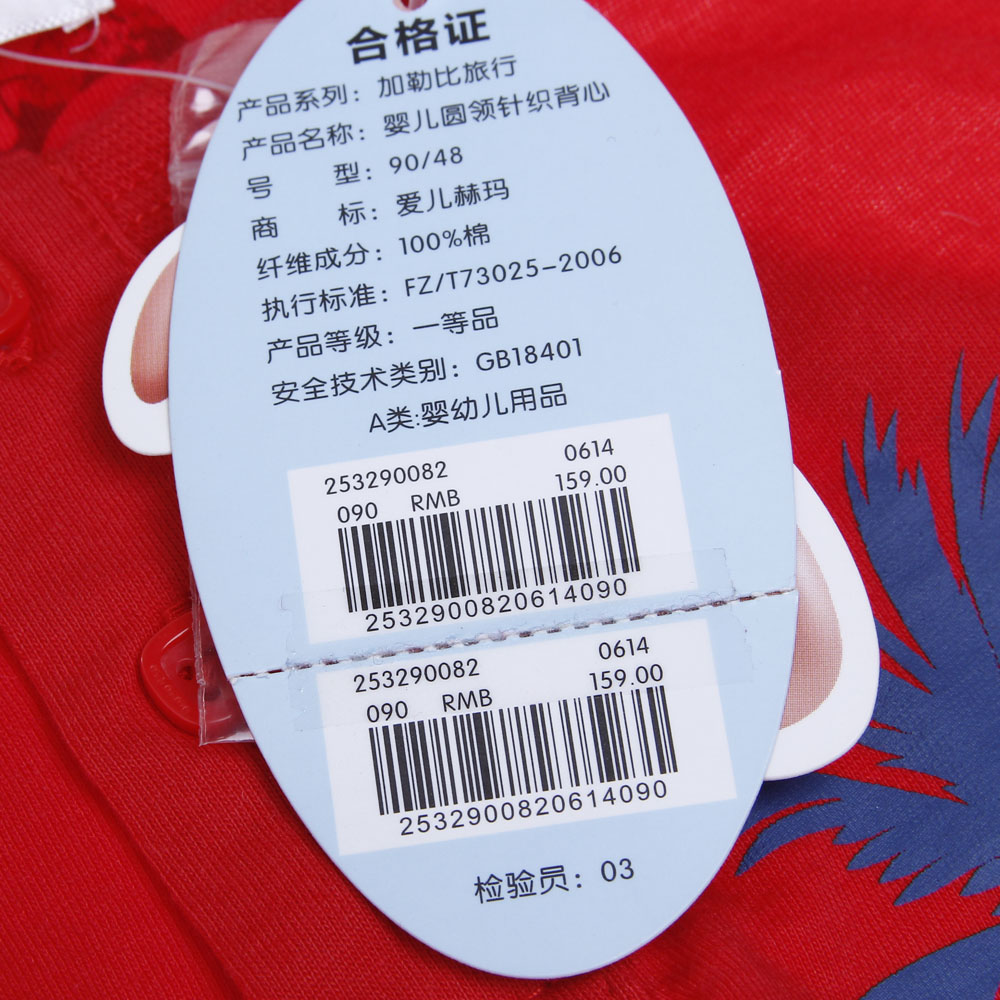 合格证
产品系列：加勒比旅行
产品名称：婴儿圆领针织背心
号 型：90/48
商 标：爱儿赫玛
纤维成分：100%棉
执行标准：FZ/T73025-2006
产品等级：一等品
安全技术类别：GB18401
A类:婴幼儿用品
253290082 0614
090 RMB 159.00
2532900820614090
253290082 0614
090 RMB 159.00
2532900820614090
检验员：03